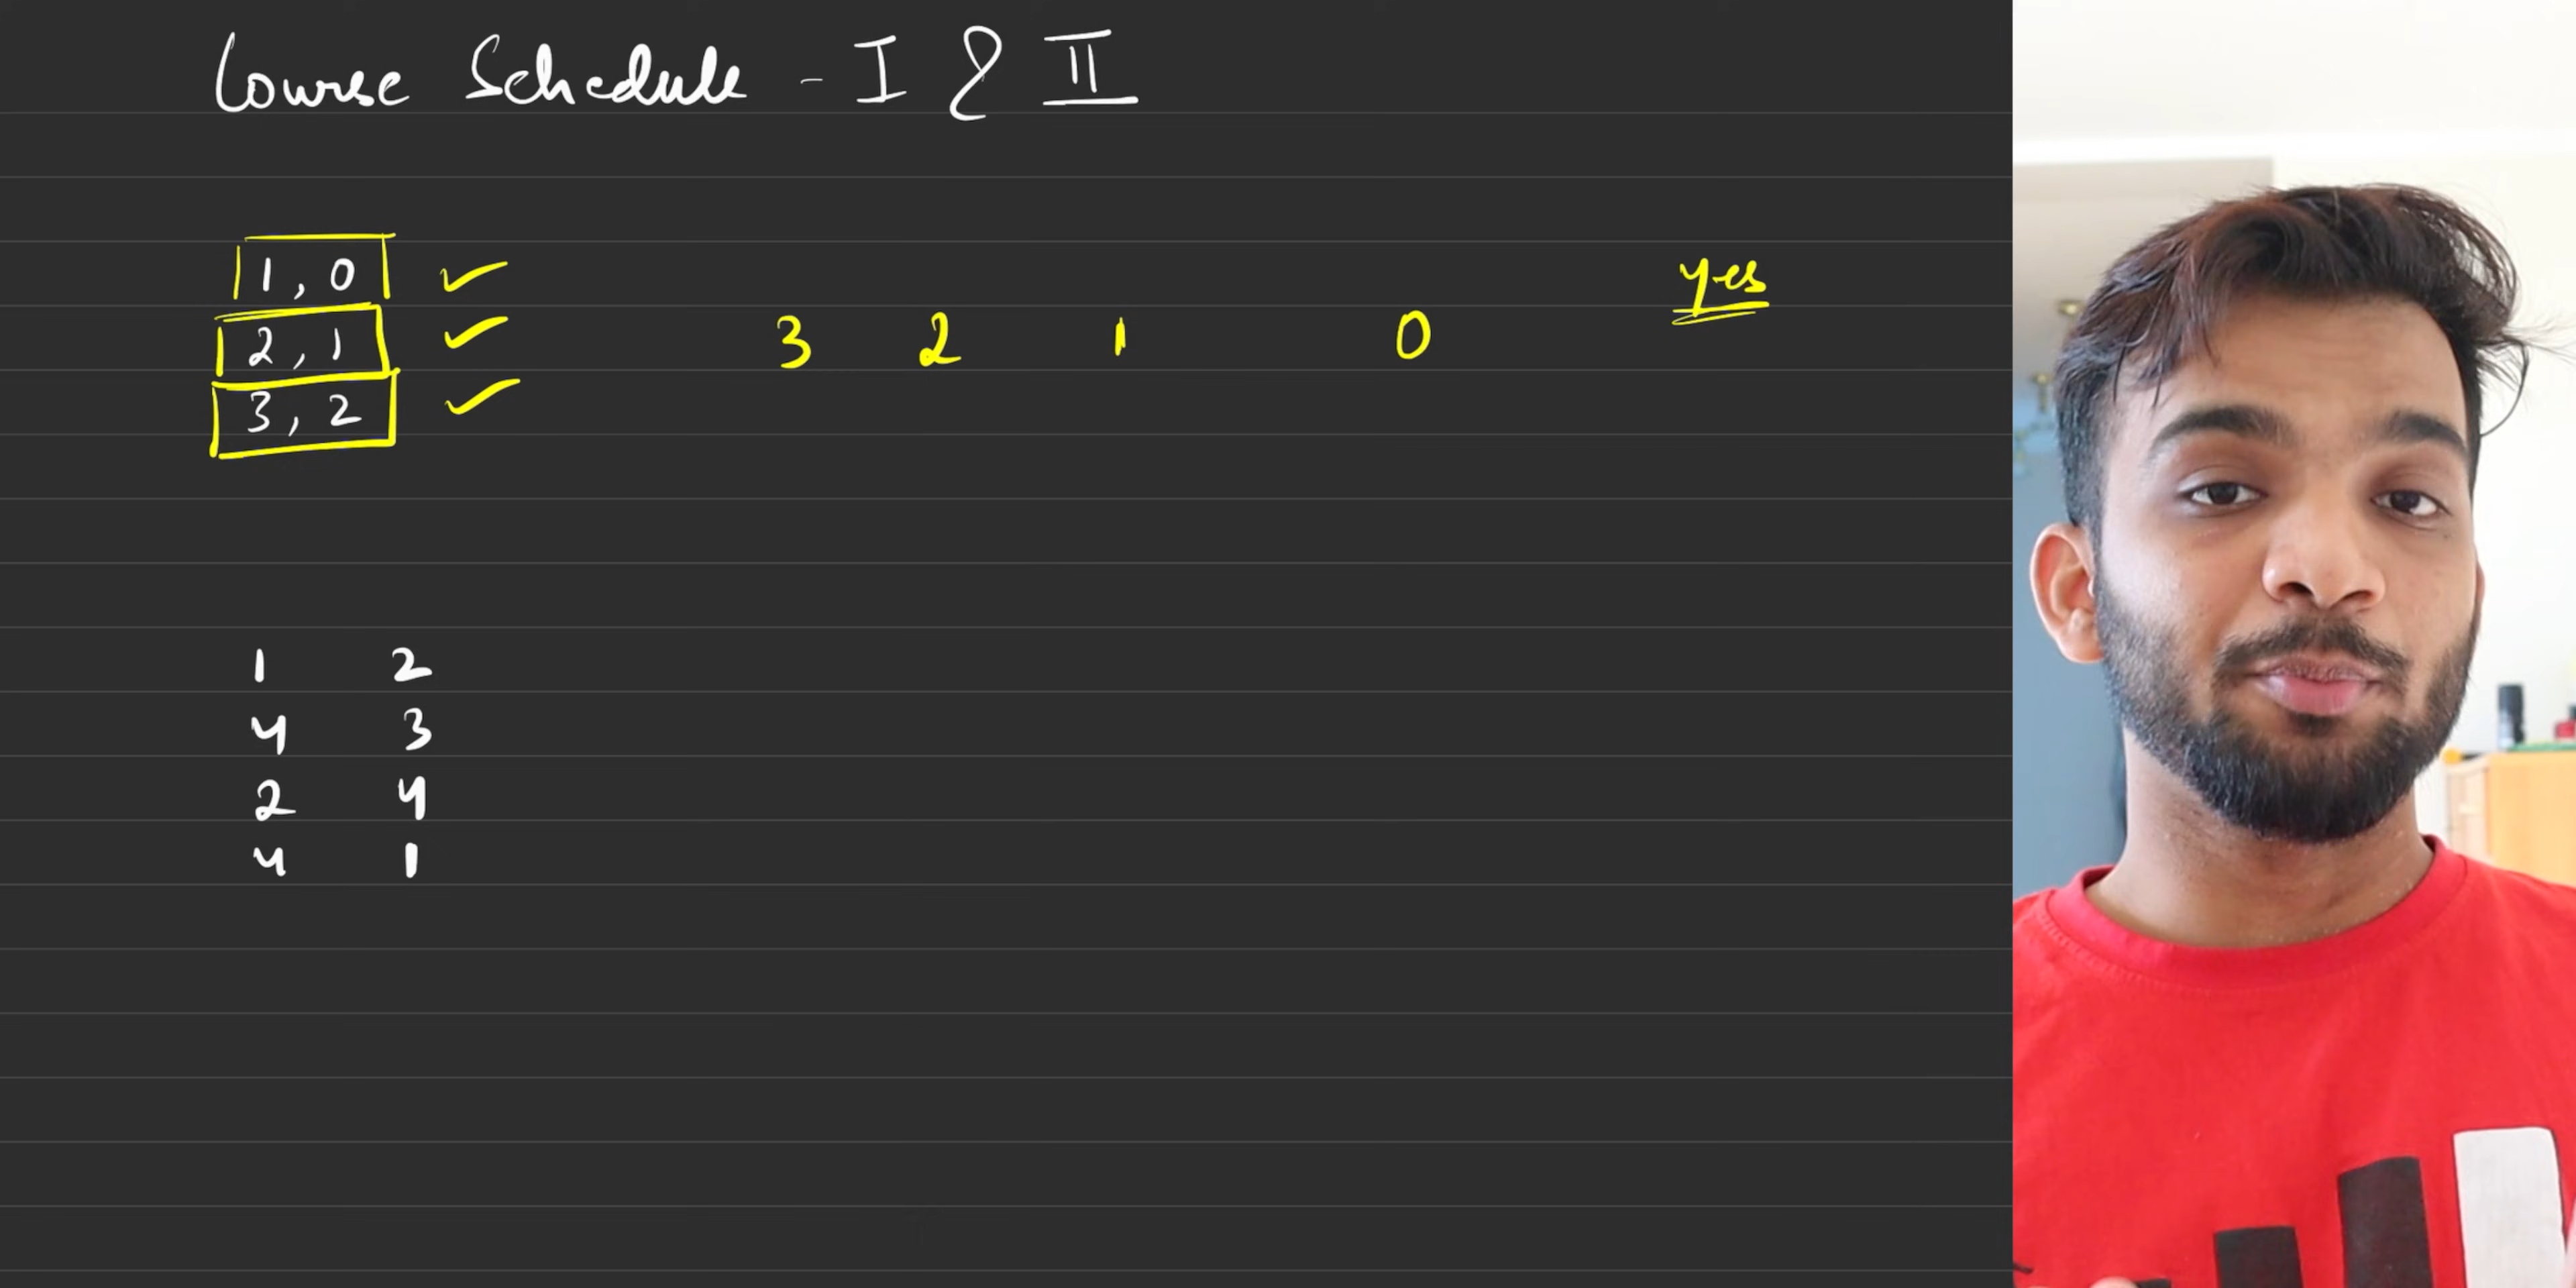 Course Schedule - I & II
1, 0
2, 1
3, 2
3 2 1 0
yes
1 2
4 3
2 4
4 1